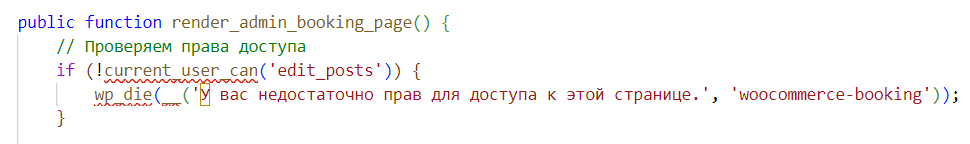 public function render_admin_booking_page() {
// Проверяем права доступа
if (!current_user_can('edit_posts')) {
wp_die(__('У вас недостаточно прав для доступа к этой странице.', 'woocommerce-booking'));
}